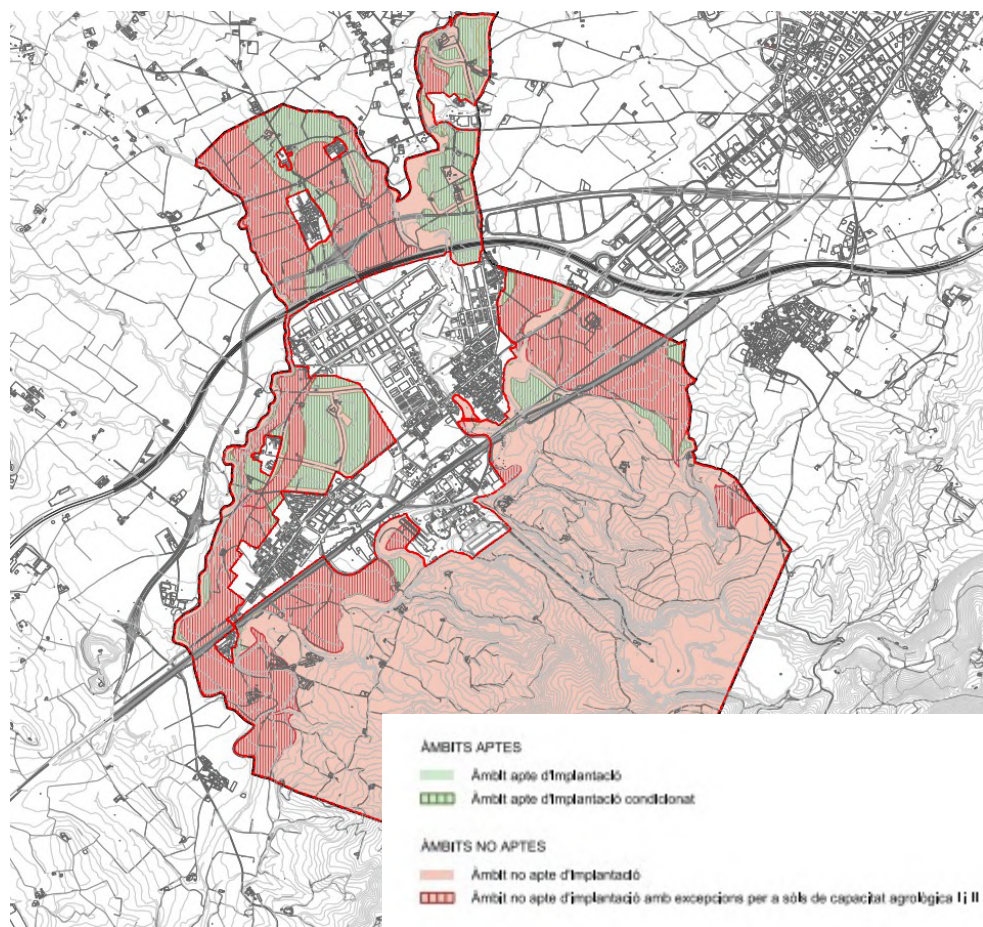 ÀMBITS APTES
Àmbit apte d'Implantació
Àmbit apte d'Implantació condicionat
ÀMBITS NO APTES
Àmbit no apte d'Implantació
Àmbit no apte d'implantació amb excepcions per a sòls de capacitat agrològica I i II